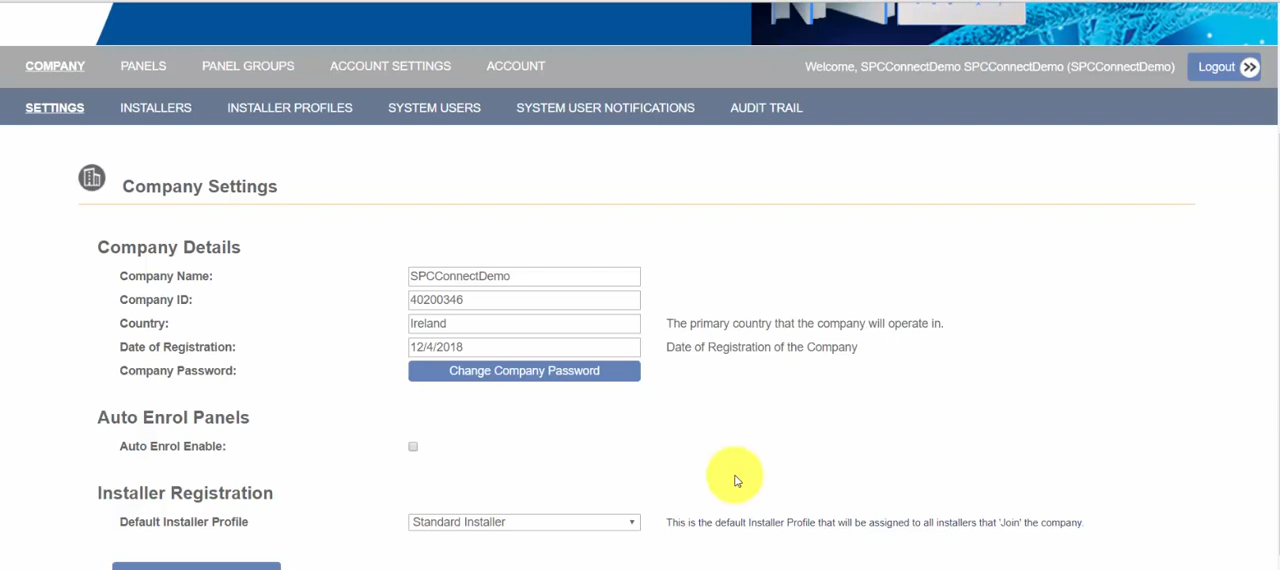 COMPANY PANELS PANEL GROUPS ACCOUNT SETTINGS ACCOUNT Welcome, SPCConnectDemo SPCConnectDemo (SPCConnectDemo) Logout
SETTINGS INSTALLERS INSTALLER PROFILES SYSTEM USERS SYSTEM USER NOTIFICATIONS AUDIT TRAIL
Company Settings
Company Details
Company Name: SPCConnectDemo
Company ID: 40200346
Country: Ireland The primary country that the company will operate in.
Date of Registration: 12/4/2018 Date of Registration of the Company
Company Password: Change Company Password
Auto Enrol Panels
Auto Enrol Enable:
Installer Registration
Default Installer Profile Standard Installer This is the default Installer Profile that will be assigned to all installers that 'Join' the company.